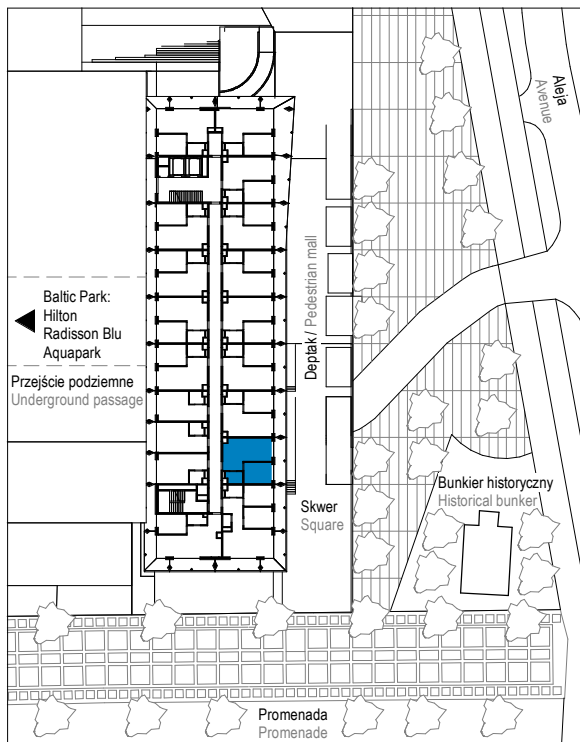 Aleja
Avenue
Deptak / Pedestrian mall
Baltic Park:
Hilton
Radisson Blu
Aquapark
Przejście podziemne
Underground passage
Bunkier historyczny
Historical bunker
Skwer
Square
Promenada
Promenade